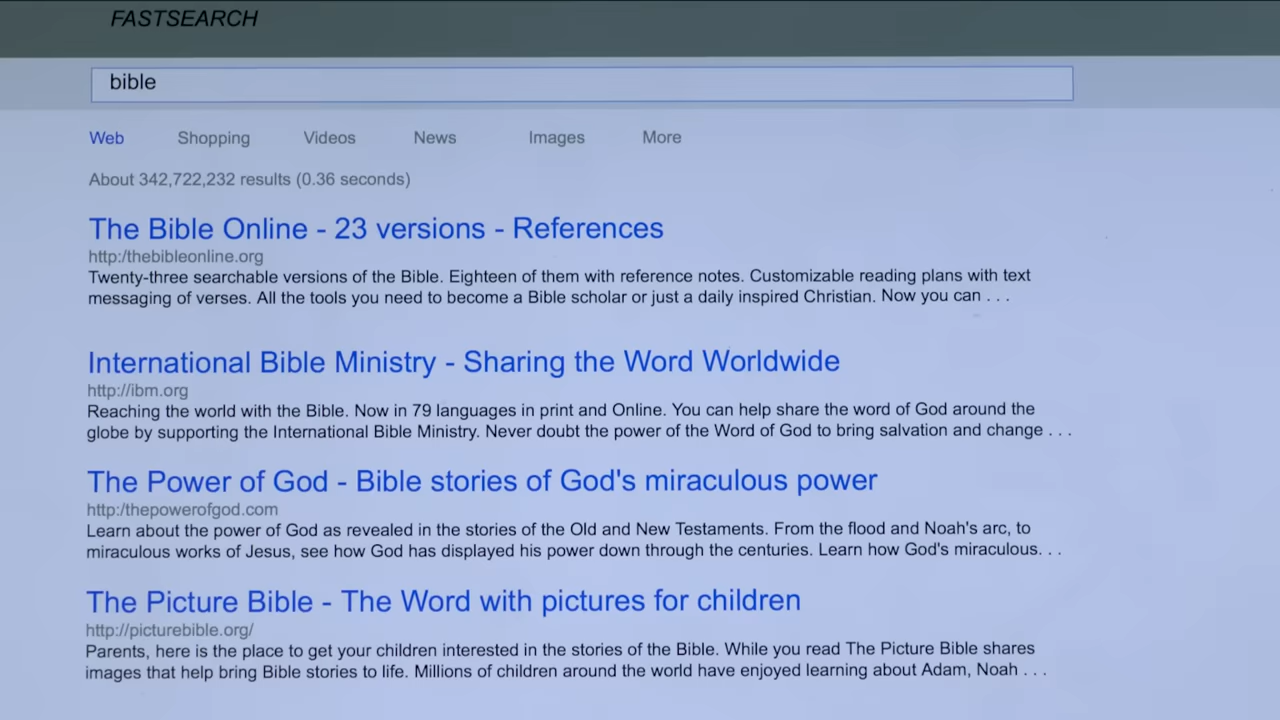 FASTSEARCH
bible
Web Shopping Videos News Images More
About 342,722,232 results (0.36 seconds)
The Bible Online - 23 versions - References
http:/thebibleonline.org
Twenty-three searchable versions of the Bible. Eighteen of them with reference notes. Customizable reading plans with text
messaging of verses. All the tools you need to become a Bible scholar or just a daily inspired Christian. Now you can . . .
International Bible Ministry - Sharing the Word Worldwide
http://ibm.org
Reaching the world with the Bible. Now in 79 languages in print and Online. You can help share the word of God around the
globe by supporting the International Bible Ministry. Never doubt the power of the Word of God to bring salvation and change . . .
The Power of God - Bible stories of God's miraculous power
http:/thepowerofgod.com
Learn about the power of God as revealed in the stories of the Old and New Testaments. From the flood and Noah's arc, to
miraculous works of Jesus, see how God has displayed his power down through the centuries. Learn how God's miraculous. . .
The Picture Bible - The Word with pictures for children
http://picturebible.org/
Parents, here is the place to get your children interested in the stories of the Bible. While you read The Picture Bible shares
images that help bring Bible stories to life. Millions of children around the world have enjoyed learning about Adam, Noah . . .